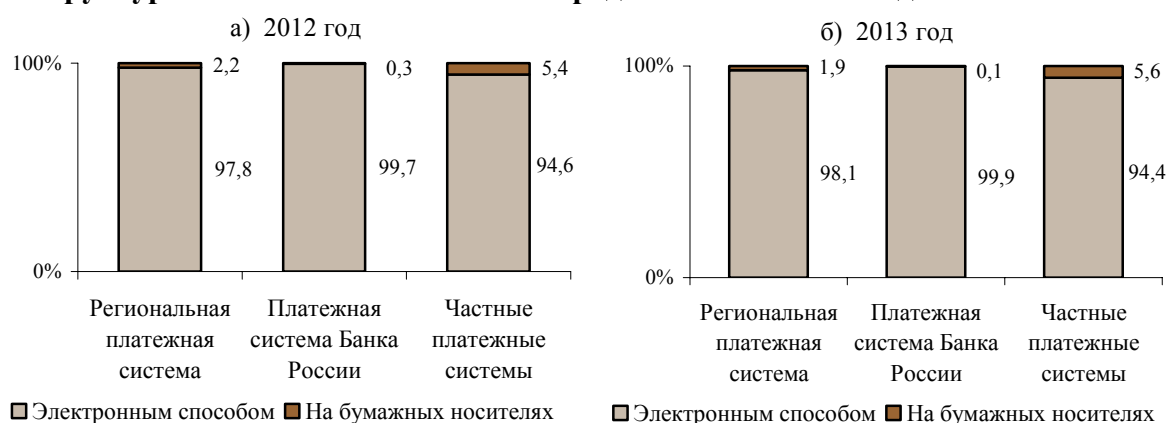 а) 2012 год
100%
2,2
0,3
5,4
97,8
99,7
94,6
0%
Региональная
платежная
система
Платежная
система Банка
России
Частные
платежные
системы
Электронным способом
На бумажных носителях
б) 2013 год
100%
1,9
0,1
5,6
98,1
99,9
94,4
0%
Региональная
платежная
система
Платежная
система Банка
России
Частные
платежные
системы
Электронным способом
На бумажных носителях